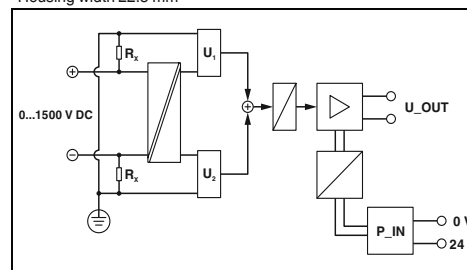 Housing width 22.5 mm
Rx
U1
+
0...1500 V DC
+
U_OUT
−
Rx
U2
P_IN
0 V
24